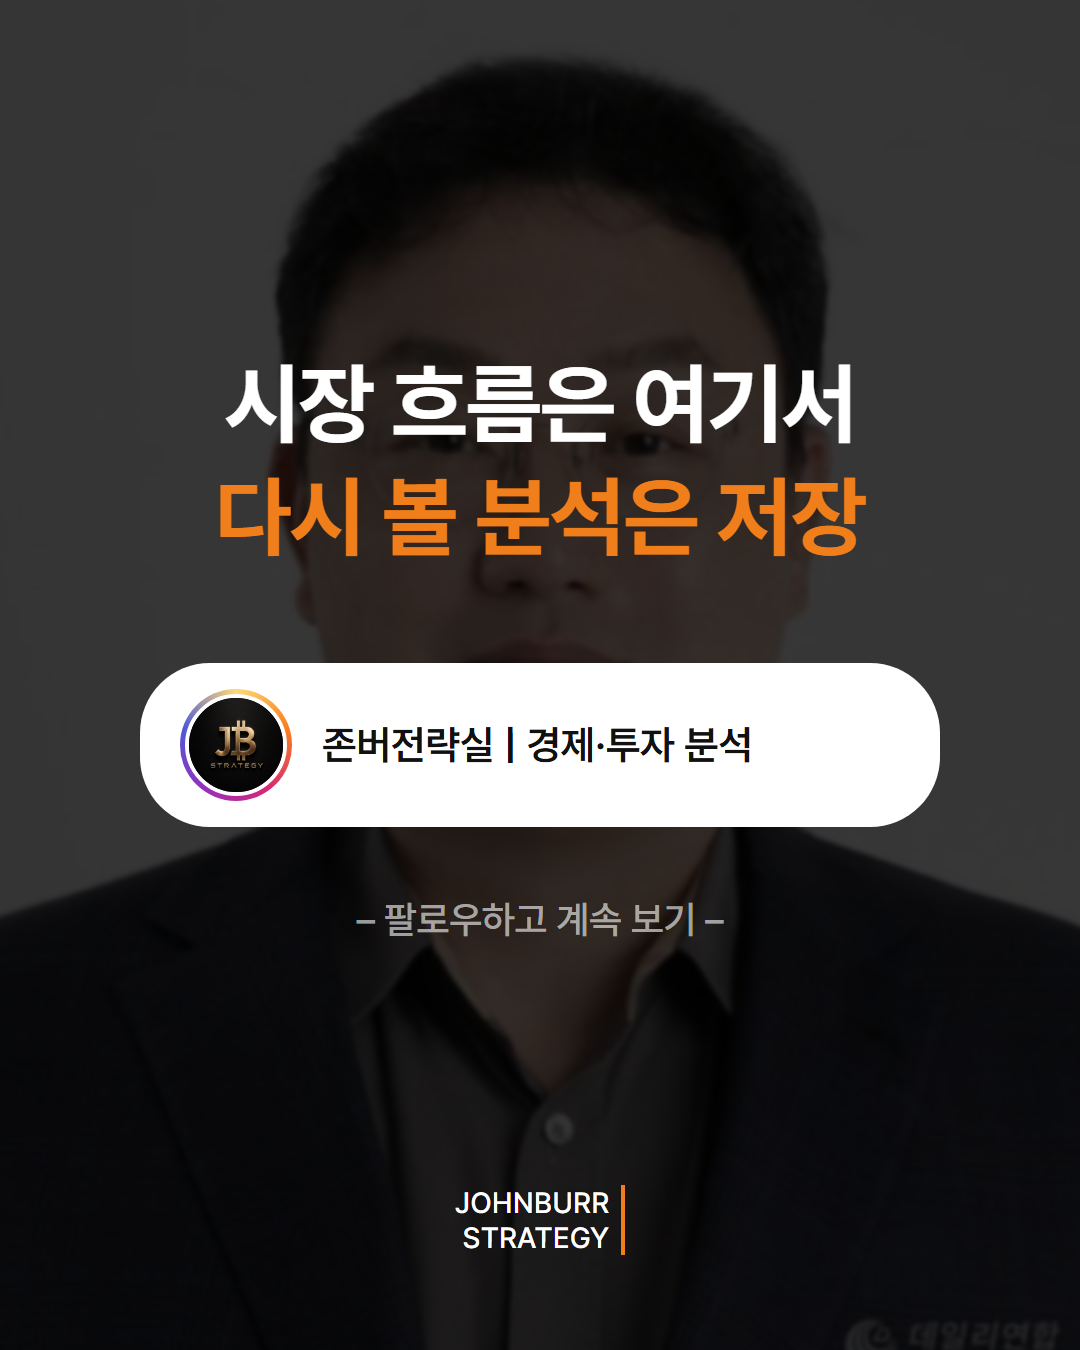 시장 흐름은 여기서
다시 볼 분석은 저장
JB
STRATEGY
존버전략실 | 경제·투자 분석
– 팔로우하고 계속 보기 –
JOHNBURR
STRATEGY
데일리연합